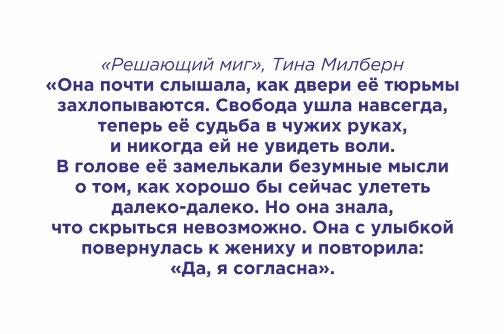 «Решающий миг», Тина Милберн
«Она почти слышала, как двери её тюрьмы
захлопываются. Свобода ушла навсегда,
теперь её судьба в чужих руках,
и никогда ей не увидеть воли.
В голове её замелькали безумные мысли
о том, как хорошо бы сейчас улететь
далеко-далеко. Но она знала,
что скрыться невозможно. Она с улыбкой
повернулась к жениху и повторила:
«Да, я согласна».